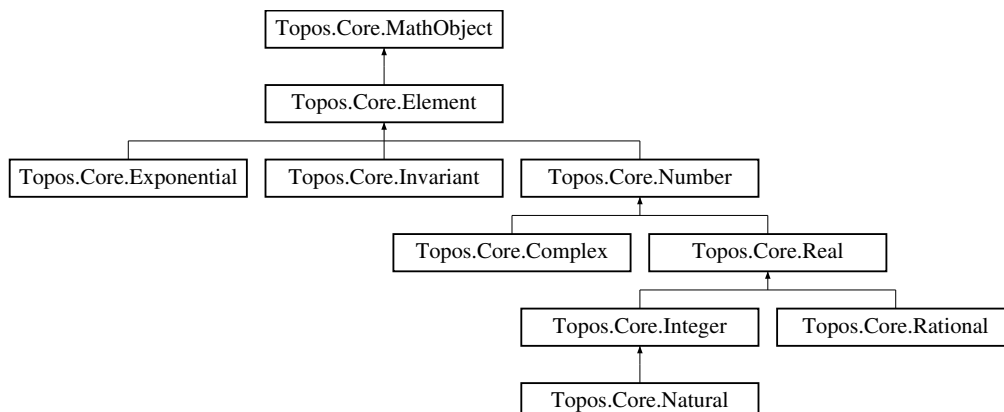 Topos.Core.MathObject
Topos.Core.Element
Topos.Core.Exponential
Topos.Core.Invariant
Topos.Core.Number
Topos.Core.Complex
Topos.Core.Real
Topos.Core.Integer
Topos.Core.Rational
Topos.Core.Natural